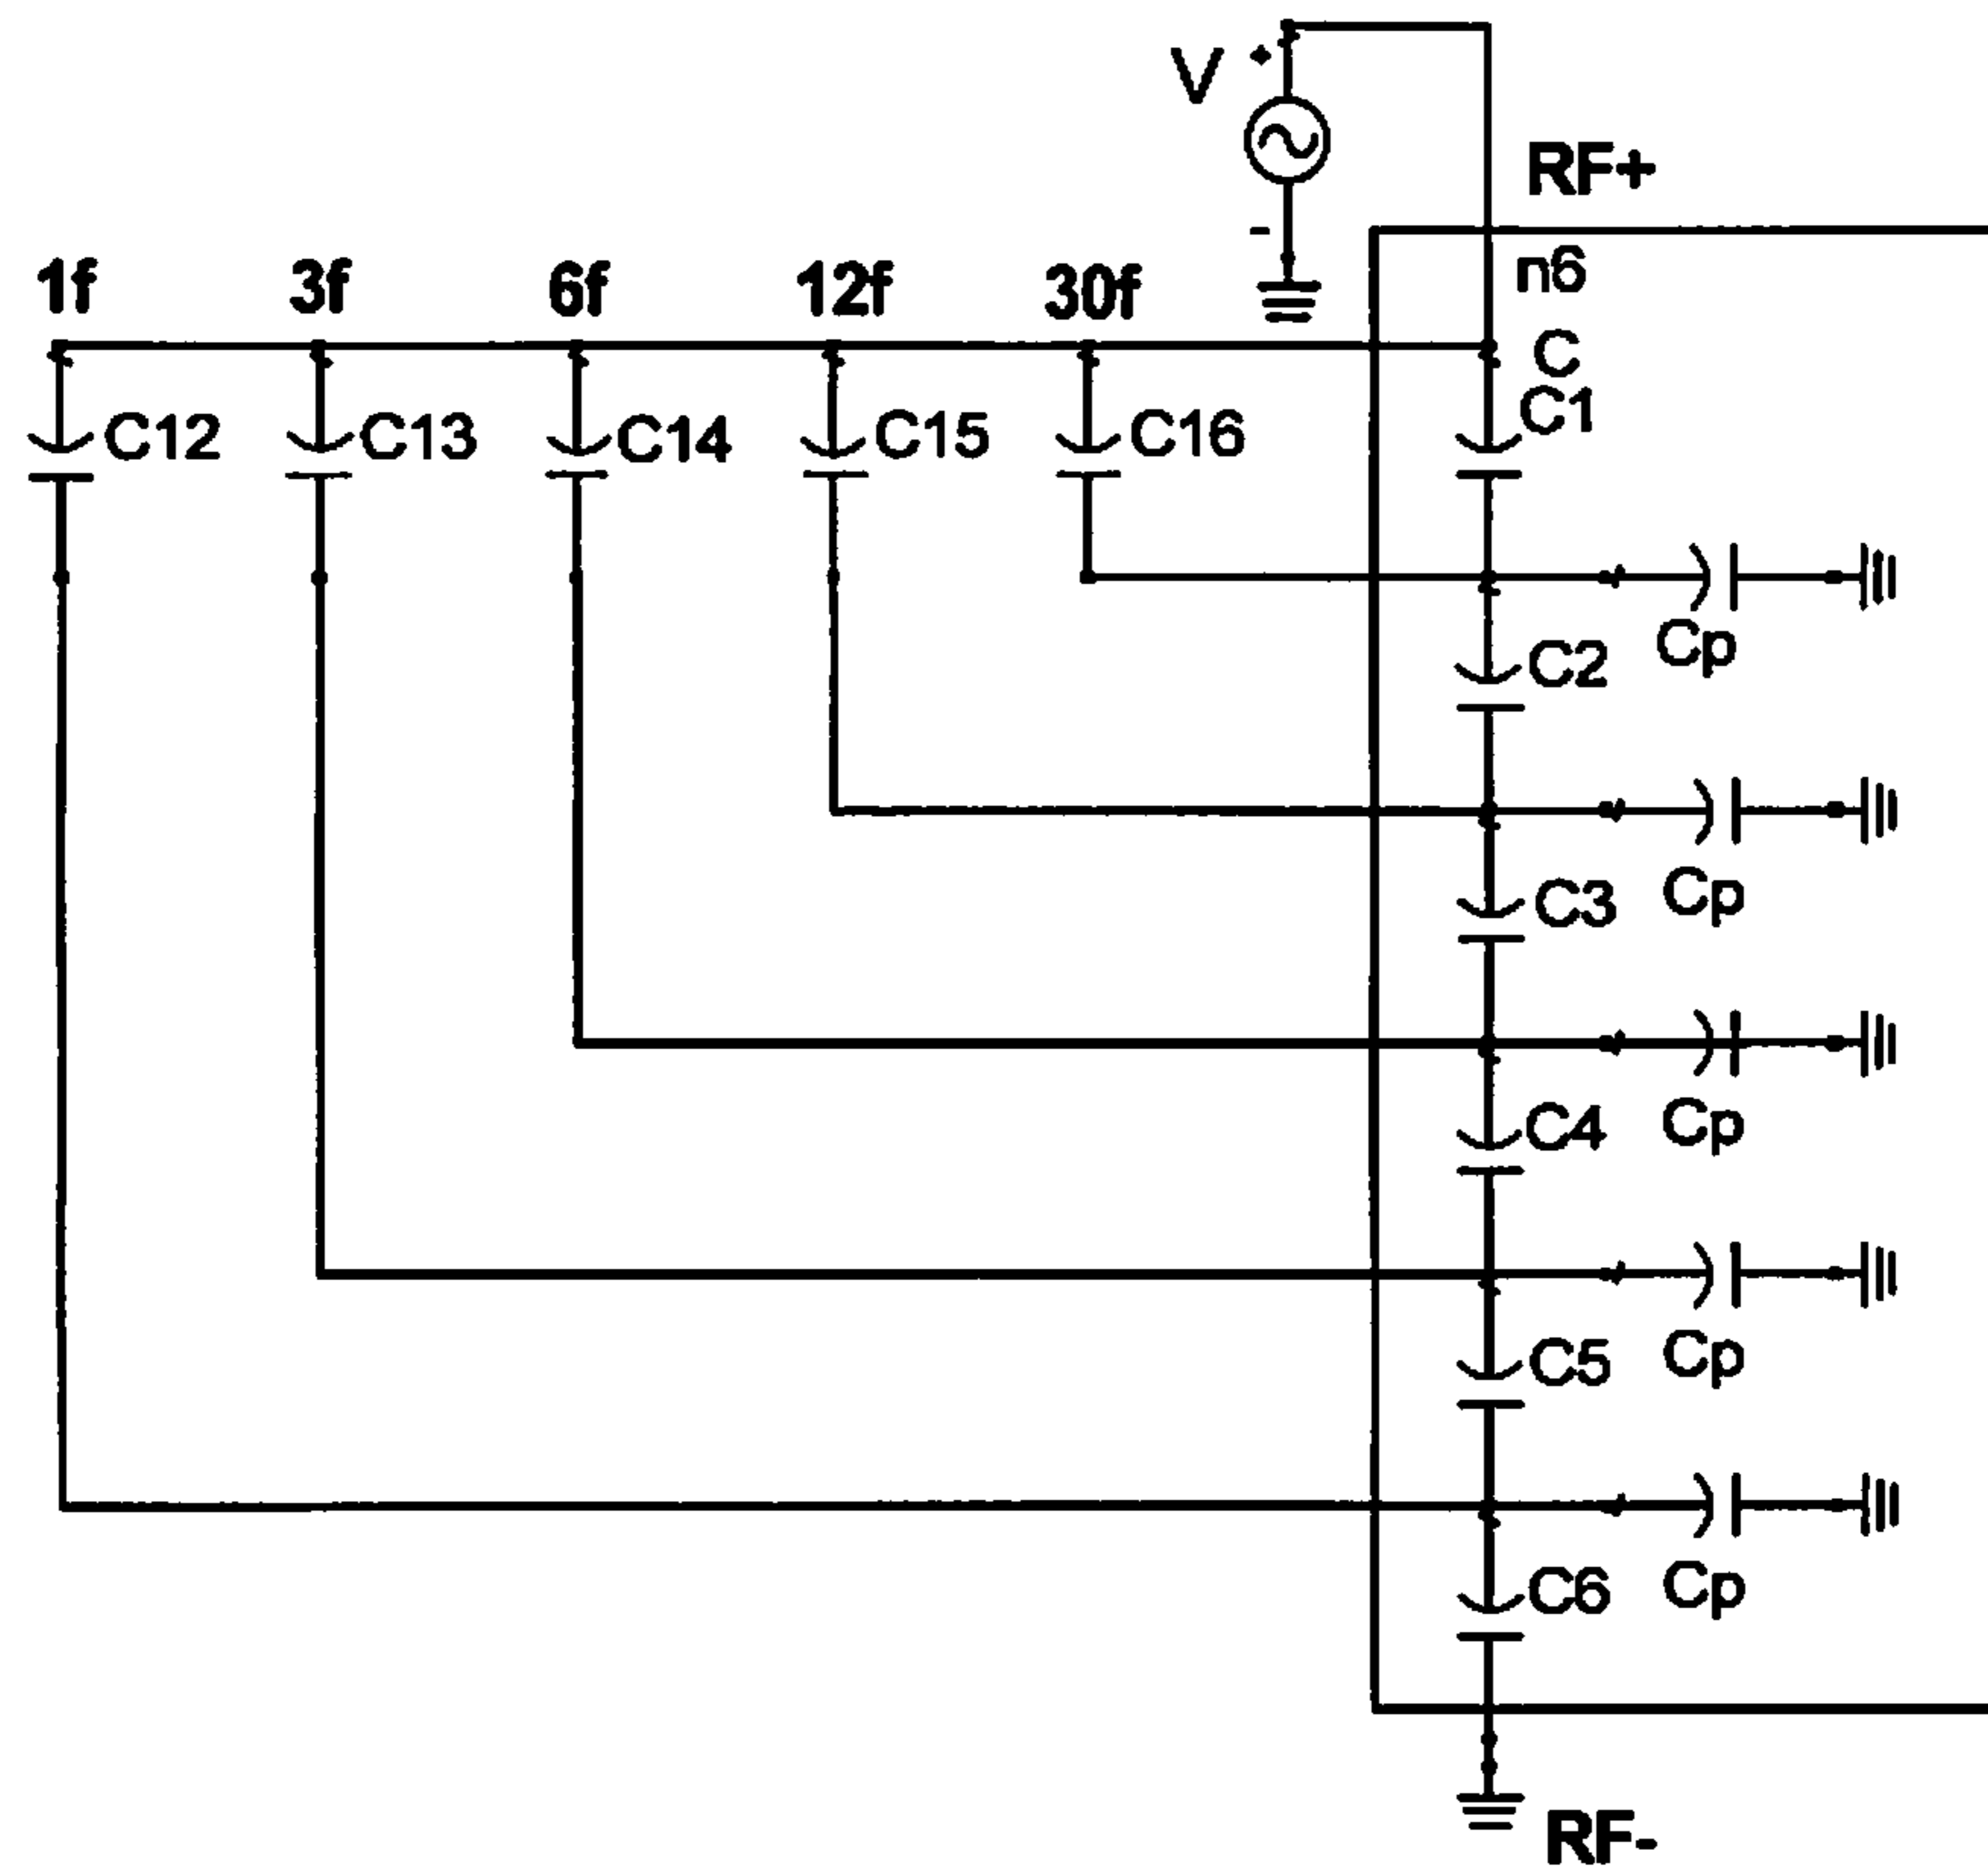 V +
-
RF+
n6
1f 3f 6f 12f 30f
C
C1
C12 C13 C14 C15 C16
Cp
C2
Cp
C3
Cp
C4
Cp
C5
Cp
C6
RF-